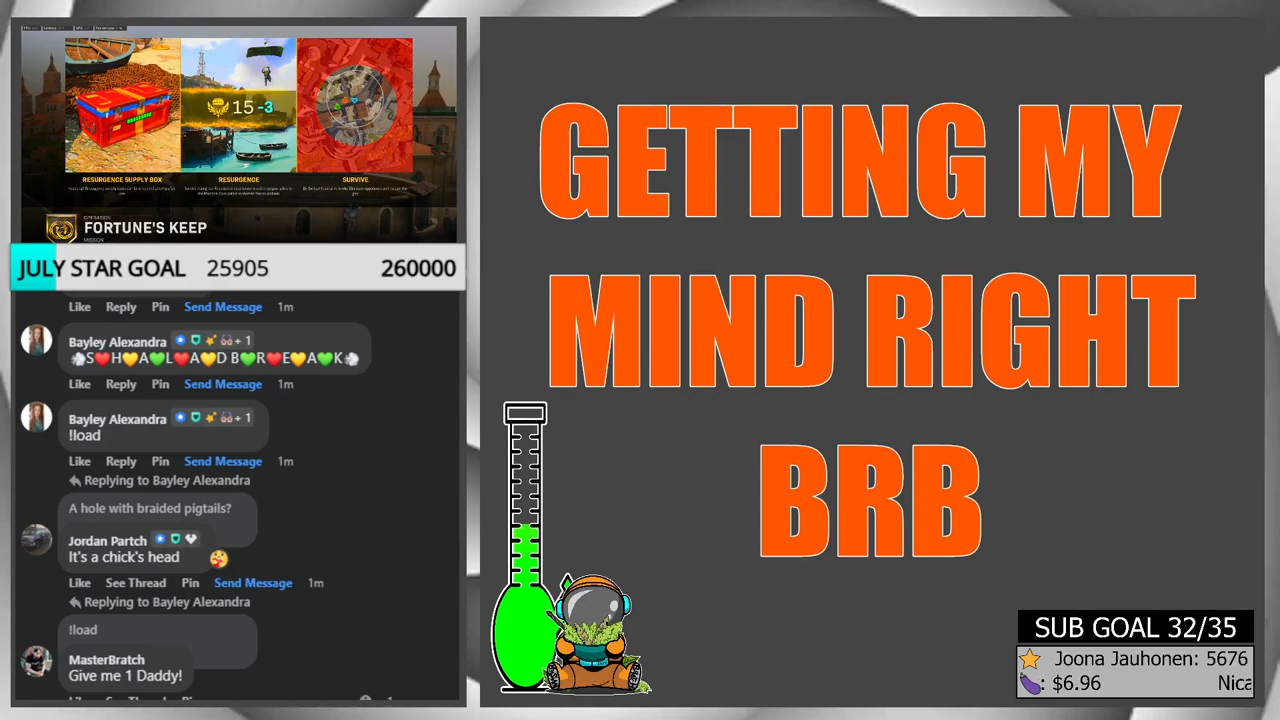 15 -3
RESURGENCE SUPPLY BOX
RESURGENCE
SURVIVE
OPERATION
FORTUNE'S KEEP
MISSION
JULY STAR GOAL 25905 260000
Like Reply Pin Send Message 1m
Bayley Alexandra + 1
💨S❤️H💛A💚L❤️A💛D B💚R❤️E💛A💚K💨
Like Reply Pin Send Message 1m
Bayley Alexandra + 1
!load
Like Reply Pin Send Message 1m
Replying to Bayley Alexandra
A hole with braided pigtails?
Jordan Partch
It's a chick's head 🤔
Like See Thread Pin Send Message 1m
Replying to Bayley Alexandra
!load
MasterBratch
Give me 1 Daddy!
GETTING MY
MIND RIGHT
BRB
SUB GOAL 32/35
Joona Jauhonen: 5676
🍆: $6.96 Nica